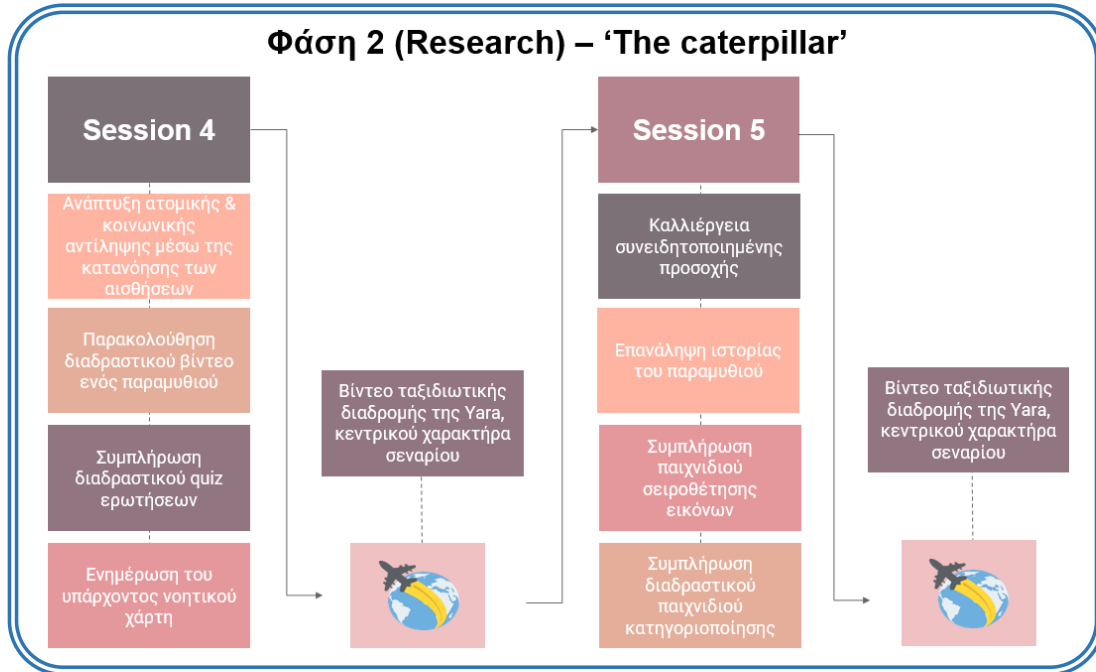 Φάση 2 (Research) – ‘The caterpillar’
Session 4
Ανάπτυξη ατομικής &
κοινωνικής
αντίληψης μέσω της
κατανόησης των
αισθήσεων
Παρακολούθηση
διαδραστικού βίντεο
ενός παραμυθιού
Συμπλήρωση
διαδραστικού quiz
ερωτήσεων
Ενημέρωση του
υπάρχοντος νοητικού
χάρτη
Βίντεο ταξιδιωτικής
διαδρομής της Yara,
κεντρικού χαρακτήρα
σεναρίου
Session 5
Καλλιέργεια
συνειδητοποιημένης
προσοχής
Επανάληψη ιστορίας
του παραμυθιού
Συμπλήρωση
παιχνιδιού
σειροθέτησης
εικόνων
Συμπλήρωση
διαδραστικού
παιχνιδιού
κατηγοριοποίησης
Βίντεο ταξιδιωτικής
διαδρομής της Yara,
κεντρικού χαρακτήρα
σεναρίου